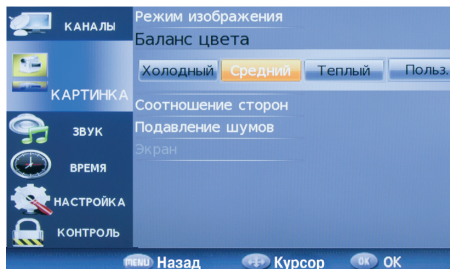 КАНАЛЫ
КАРТИНКА
ЗВУК
ВРЕМЯ
НАСТРОЙКА
КОНТРОЛЬ
Режим изображения
Баланс цвета
Холодный Средний Теплый Польз.
Соотношение сторон
Подавление шумов
Экран
MENU Назад Курсор OK OK